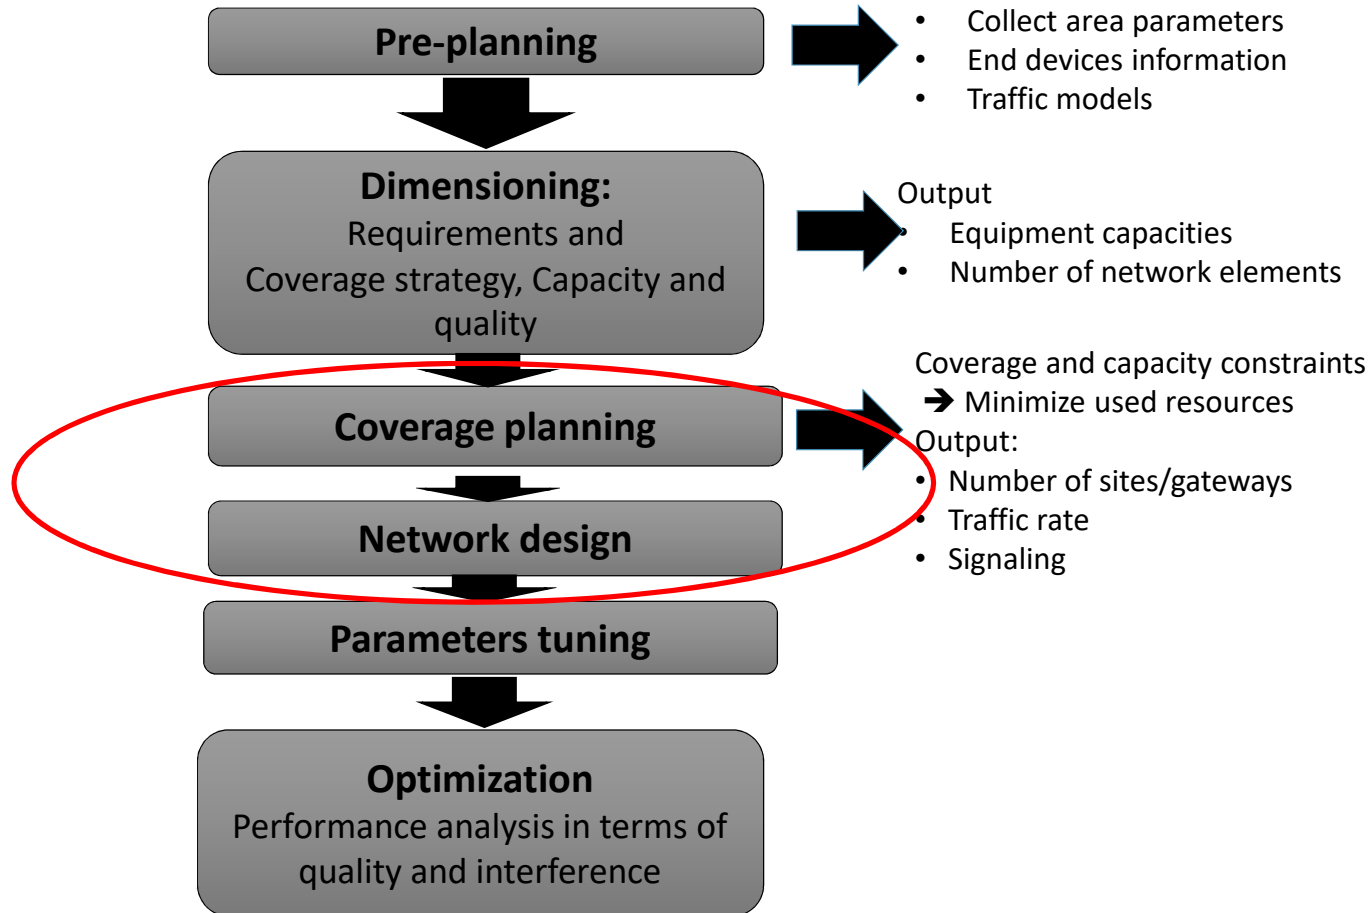 Pre-planning
• Collect area parameters
• End devices information
• Traffic models
Dimensioning:
Requirements and
Coverage strategy, Capacity and
quality
Output
• Equipment capacities
• Number of network elements
Coverage planning
Coverage and capacity constraints
➔ Minimize used resources
Output:
• Number of sites/gateways
• Traffic rate
• Signaling
Network design
Parameters tuning
Optimization
Performance analysis in terms of
quality and interference